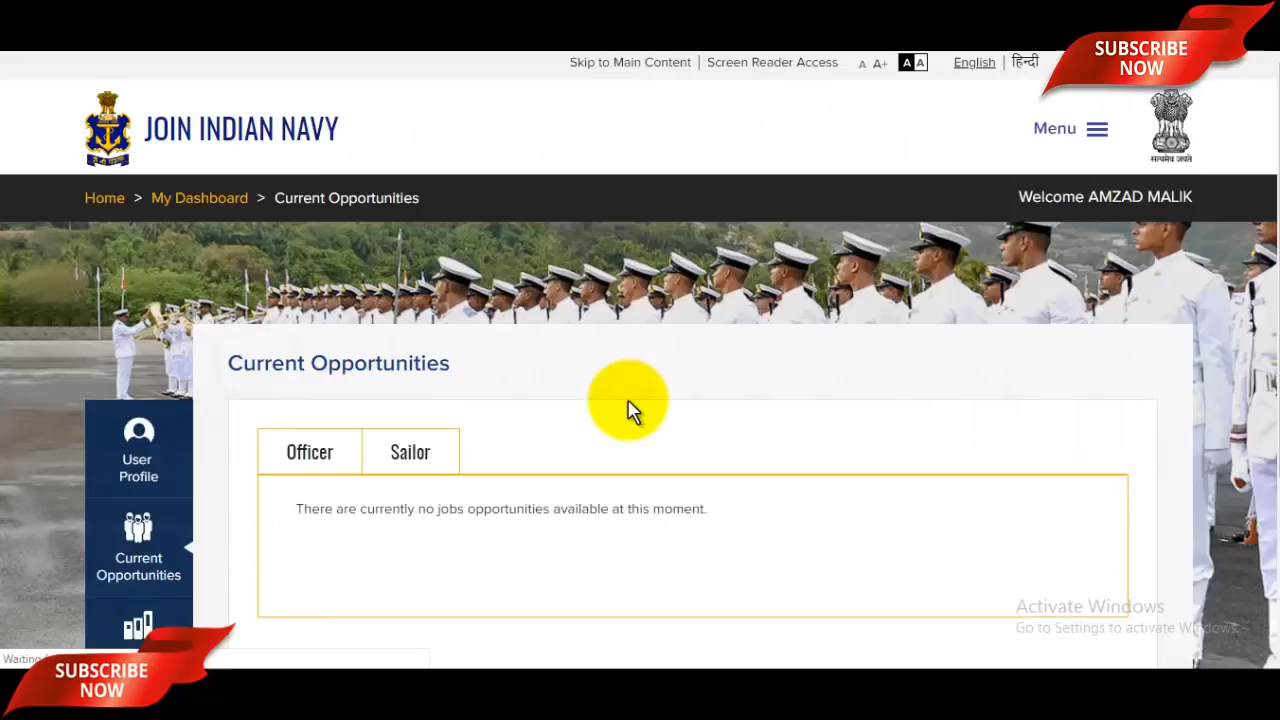 SUBSCRIBE
NOW
Skip to Main Content | Screen Reader Access A A+ A A English | हिन्दी
JOIN INDIAN NAVY
Menu
सत्यमेव जयते
Home > My Dashboard > Current Opportunities
Welcome AMZAD MALIK
Current Opportunities
User
Profile
Current
Opportunities
Officer
Sailor
There are currently no jobs opportunities available at this moment.
Activate Windows
Go to Settings to activate Windows.
Waiting
SUBSCRIBE
NOW